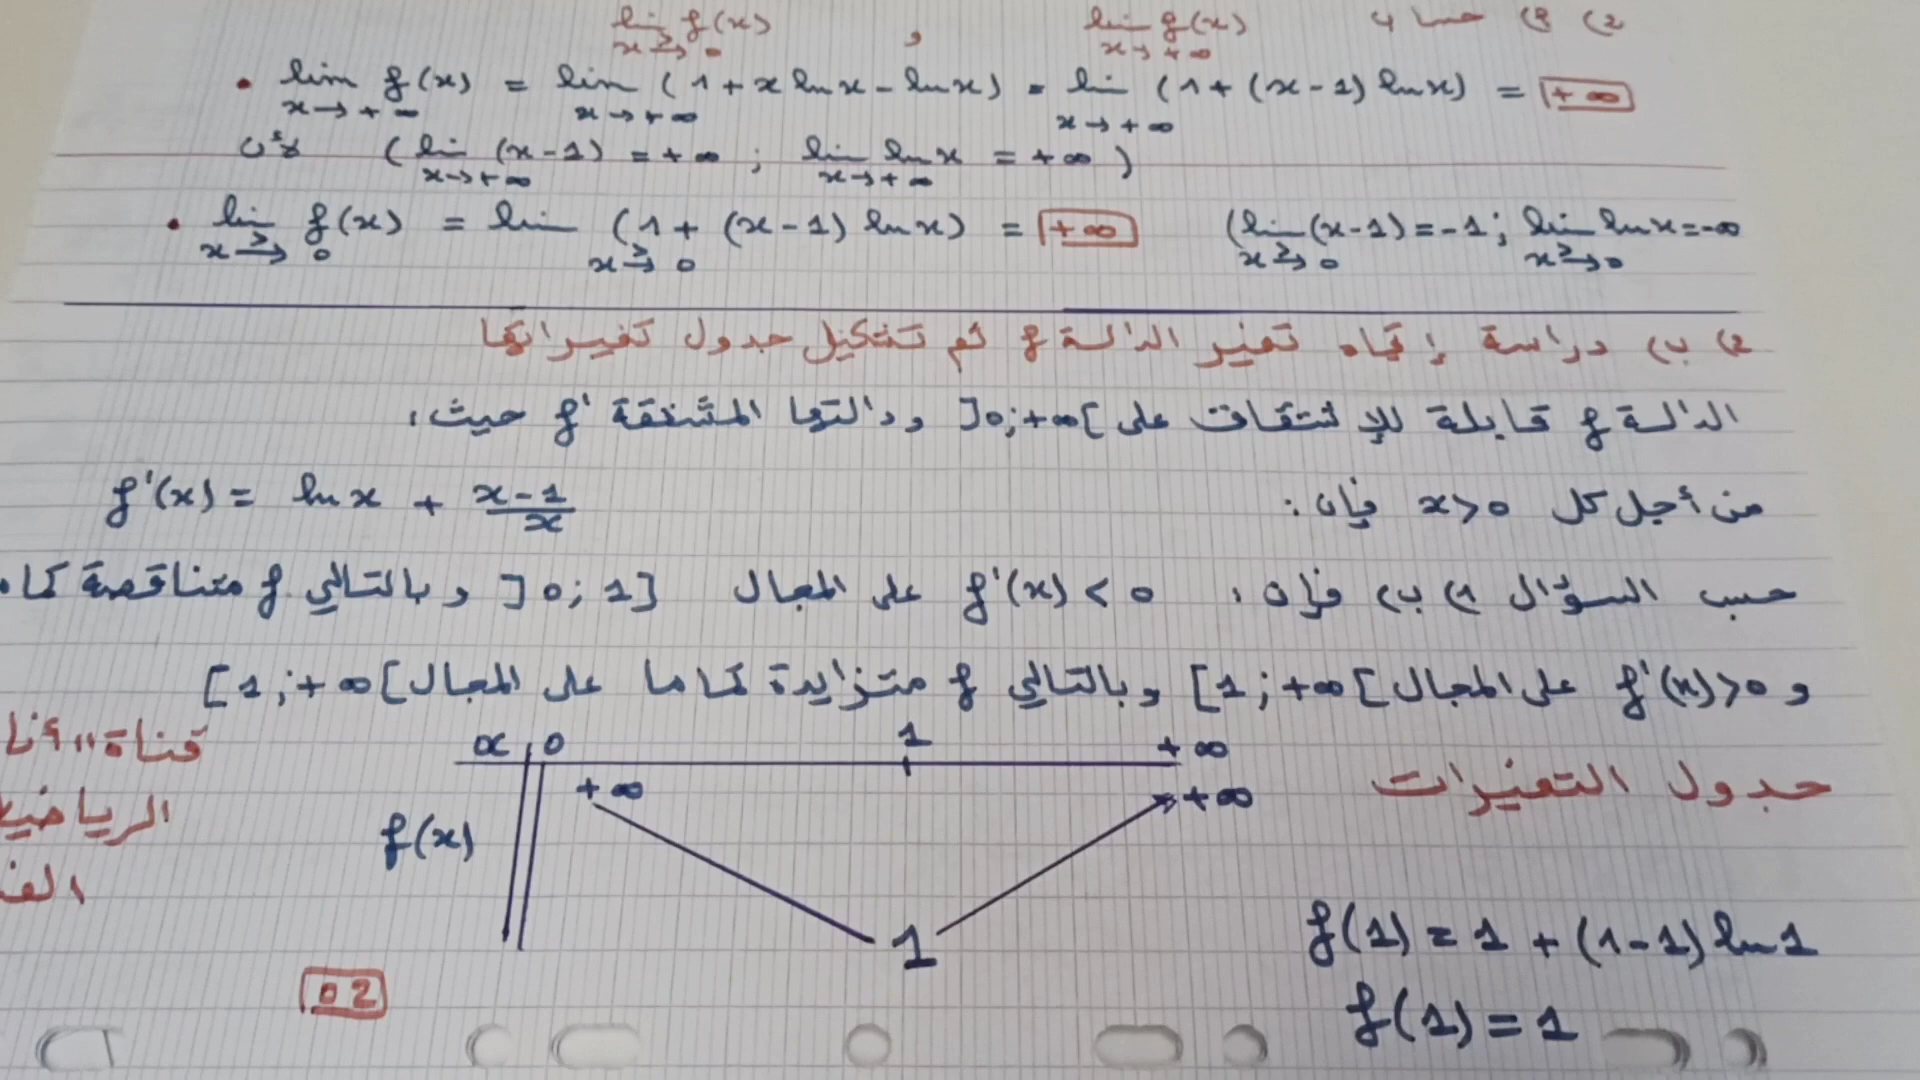 2) أ) حساب lim f(x) x→+∞ , lim f(x) x→>0
• lim f(x) x→+∞ = lim (1 + x ln x - ln x) x→+∞ = lim (1 + (x-1) ln x) x→+∞ = +∞
لأن (lim (x-1) x→+∞ = +∞ ; lim ln x x→+∞ = +∞)
• lim f(x) x→>0 = lim (1 + (x-1) ln x) x→>0 = +∞ (lim (x-1) x→>0 = -1 ; lim ln x x→>0 = -∞
2) ب) دراسة إتجاه تغير الدالة f ثم تشكيل جدول تغيراتها
الدالة f قابلة للإشتقاق على ]0;+∞[ ودالتها المشتقة f' حيث:
من أجل كل x>0 فإن: f'(x) = ln x + (x-1)/x
حسب السؤال 1) ب) فإن: f'(x) < 0 على المجال ]0;1] وبالتالي f متناقصة
و f'(x)>0 على المجال [1;+∞[ وبالتالي f متزايدة تماما على المجال [1;+∞[
جدول التغيرات
x 0 1 +∞
f(x) +∞ 1 +∞
f(1) = 1 + (1-1) ln 1
f(1) = 1
قناة "أنا
02